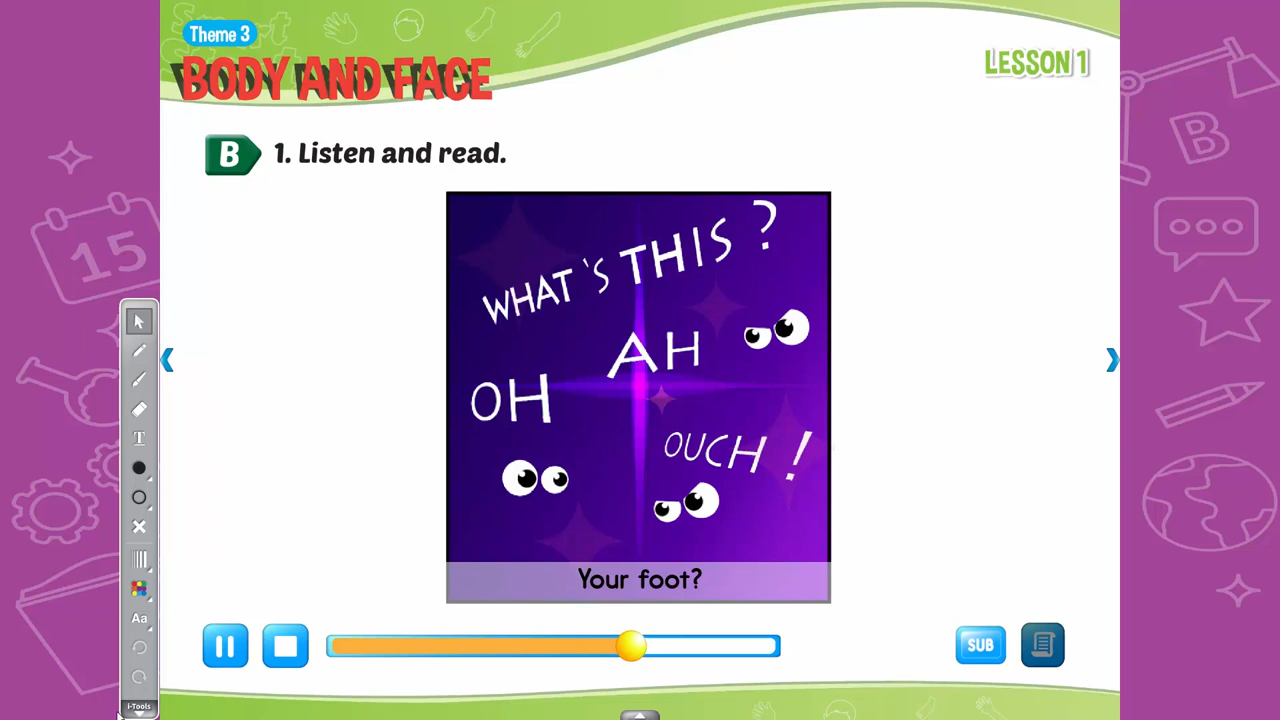 Theme 3
BODY AND FACE
LESSON 1
B 1. Listen and read.
WHAT'S THIS?
AH
OH
OUCH!
Your foot?
SUB
T
Aa
i-Tools
15
B